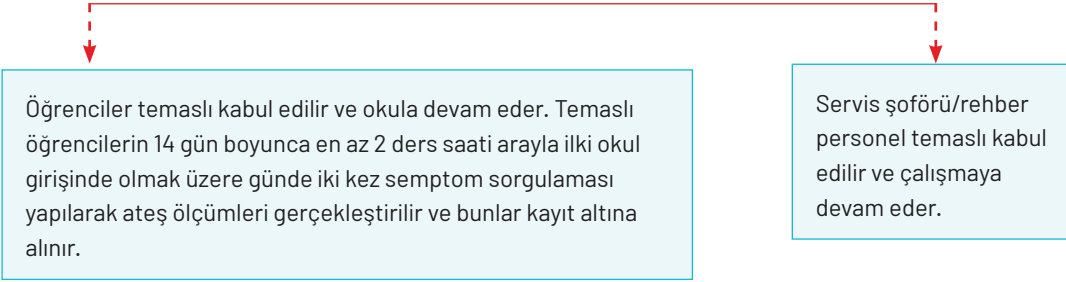 Öğrenciler temaslı kabul edilir ve okula devam eder. Temaslı
öğrencilerin 14 gün boyunca en az 2 ders saati arayla ilki okul
girişinde olmak üzere günde iki kez semptom sorgulaması
yapılarak ateş ölçümleri gerçekleştirilir ve bunlar kayıt altına
alınır.
Servis şoförü/rehber
personel temaslı kabul
edilir ve çalışmaya
devam eder.